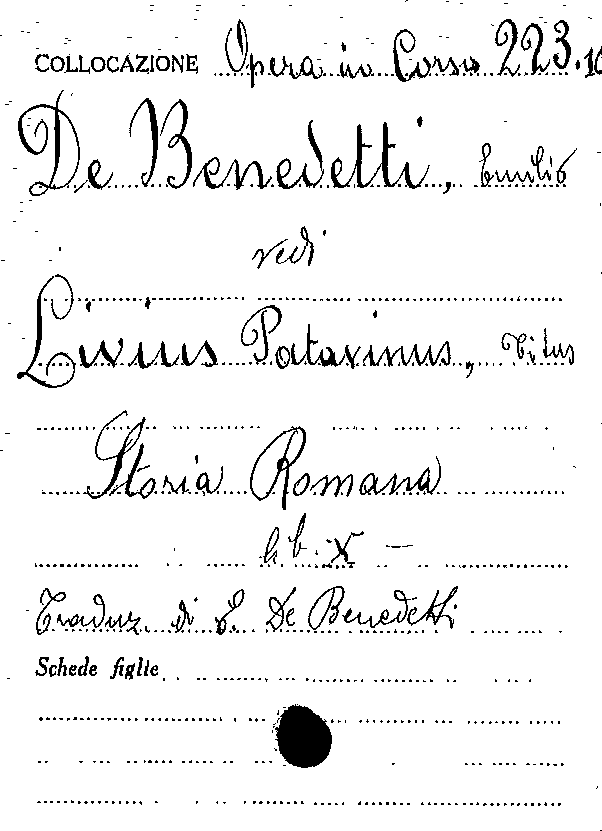 COLLOCAZIONE Opera in Corso 223.10
De Benedetti, Emilio
vedi
Livius Patavinus, Titus
Storia Romana
lib. X —
Traduz. di E. De Benedetti
Schede figlie